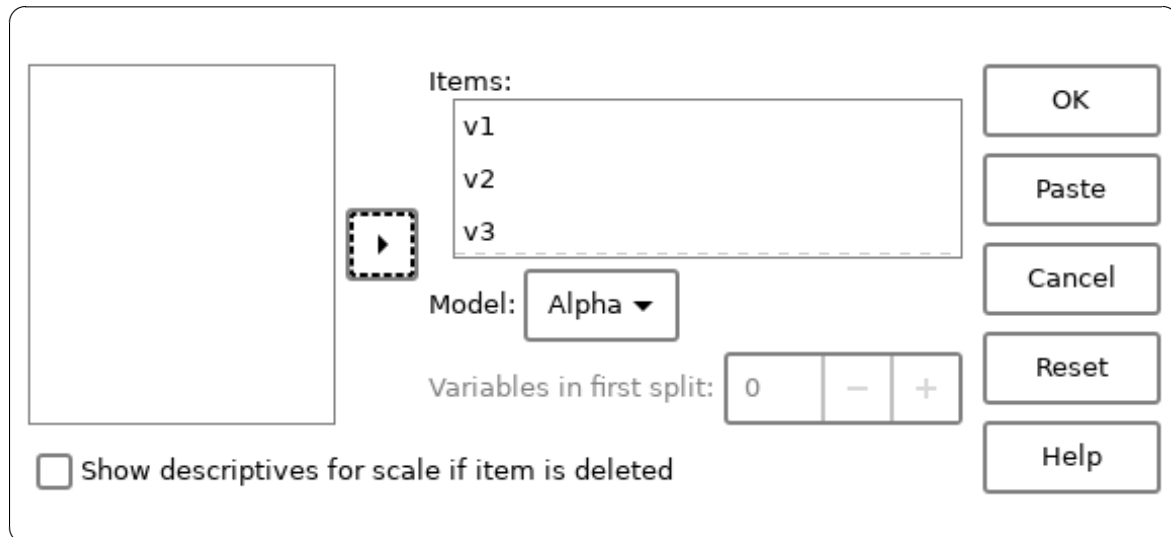 Items:
v1
v2
v3
Model: Alpha
Variables in first split: 0 − +
Show descriptives for scale if item is deleted
OK
Paste
Cancel
Reset
Help